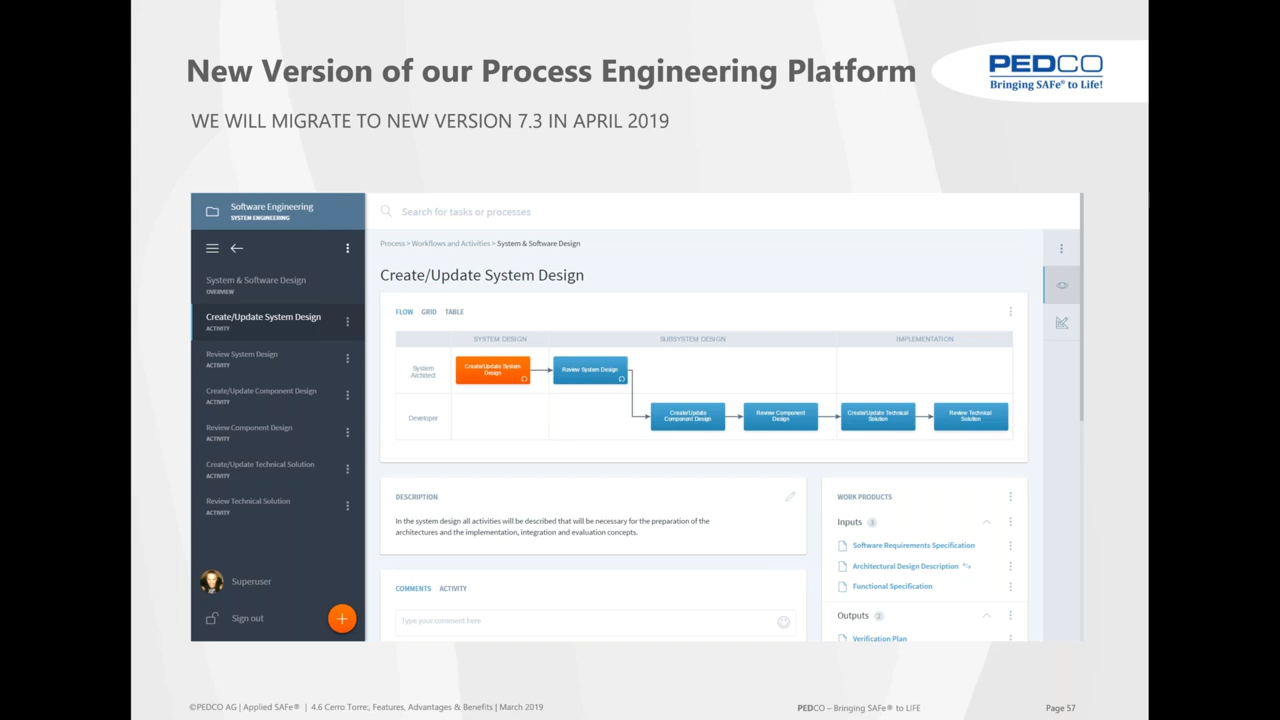 New Version of our Process Engineering Platform
PEDCO
Bringing SAFe® to Life!
WE WILL MIGRATE TO NEW VERSION 7.3 IN APRIL 2019
Software Engineering
SYSTEM ENGINEERING
System & Software Design
OVERVIEW
Create/Update System Design
ACTIVITY
Review System Design
ACTIVITY
Create/Update Component Design
ACTIVITY
Review Component Design
ACTIVITY
Create/Update Technical Solution
ACTIVITY
Review Technical Solution
ACTIVITY
Superuser
Sign out
Search for tasks or processes
Process > Workflows and Activities > System & Software Design
Create/Update System Design
FLOW GRID TABLE
SYSTEM DESIGN SUBSYSTEM DESIGN IMPLEMENTATION
System
Architect
Create/Update System
Design
Review System Design
Developer
Create/Update
Component Design
Review Component
Design
Create/Update Technical
Solution
Review Technical
Solution
DESCRIPTION
In the system design all activities will be described that will be necessary for the preparation of the
architectures and the implementation, integration and evaluation concepts.
COMMENTS ACTIVITY
Type your comment here
WORK PRODUCTS
Inputs 3
Software Requirements Specification
Architectural Design Description
Functional Specification
Outputs 2
Verification Plan
©PEDCO AG | Applied SAFe® | 4.6 Cerro Torre:, Features, Advantages & Benefits | March 2019
PEDCO – Bringing SAFe® to LIFE
Page 57